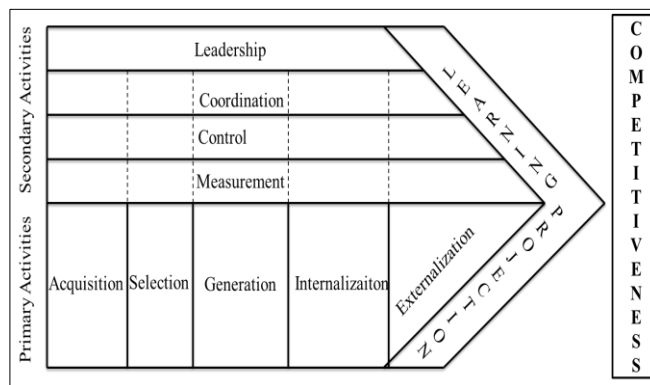 Secondary Activities
Primary Activities
Leadership
Coordination
Control
Measurement
Acquisition
Selection
Generation
Internalizaiton
Externalization
LEARNING
PROJECTION
COMPETITIVENESS